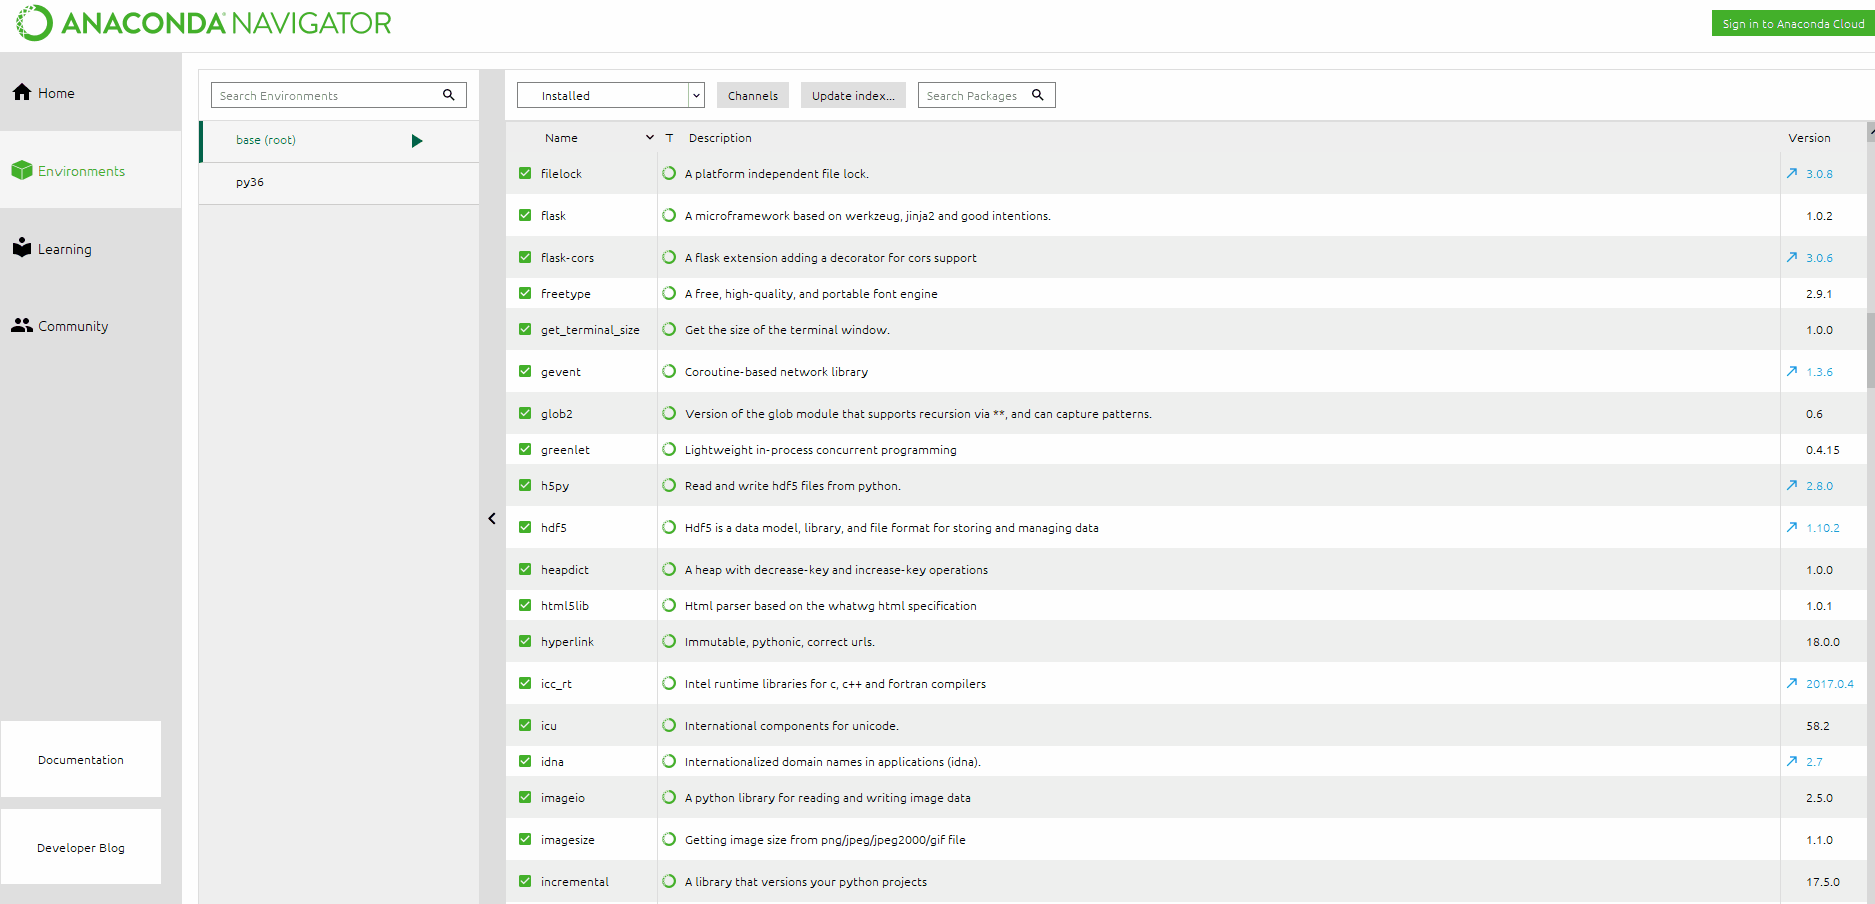 ANACONDA NAVIGATOR
Sign in to Anaconda Cloud
Home
Environments
Learning
Community
Documentation
Developer Blog
Search Environments
base (root)
py36
Installed
Channels
Update index...
Search Packages
Name T Description Version
filelock A platform independent file lock. 3.0.8
flask A microframework based on werkzeug, jinja2 and good intentions. 1.0.2
flask-cors A flask extension adding a decorator for cors support 3.0.6
freetype A free, high-quality, and portable font engine 2.9.1
get_terminal_size Get the size of the terminal window. 1.0.0
gevent Coroutine-based network library 1.3.6
glob2 Version of the glob module that supports recursion via **, and can capture patterns. 0.6
greenlet Lightweight in-process concurrent programming 0.4.15
h5py Read and write hdf5 files from python. 2.8.0
hdf5 Hdf5 is a data model, library, and file format for storing and managing data 1.10.2
heapdict A heap with decrease-key and increase-key operations 1.0.0
html5lib Html parser based on the whatwg html specification 1.0.1
hyperlink Immutable, pythonic, correct urls. 18.0.0
icc_rt Intel runtime libraries for c, c++ and fortran compilers 2017.0.4
icu International components for unicode. 58.2
idna Internationalized domain names in applications (idna). 2.7
imageio A python library for reading and writing image data 2.5.0
imagesize Getting image size from png/jpeg/jpeg2000/gif file 1.1.0
incremental A library that versions your python projects 17.5.0